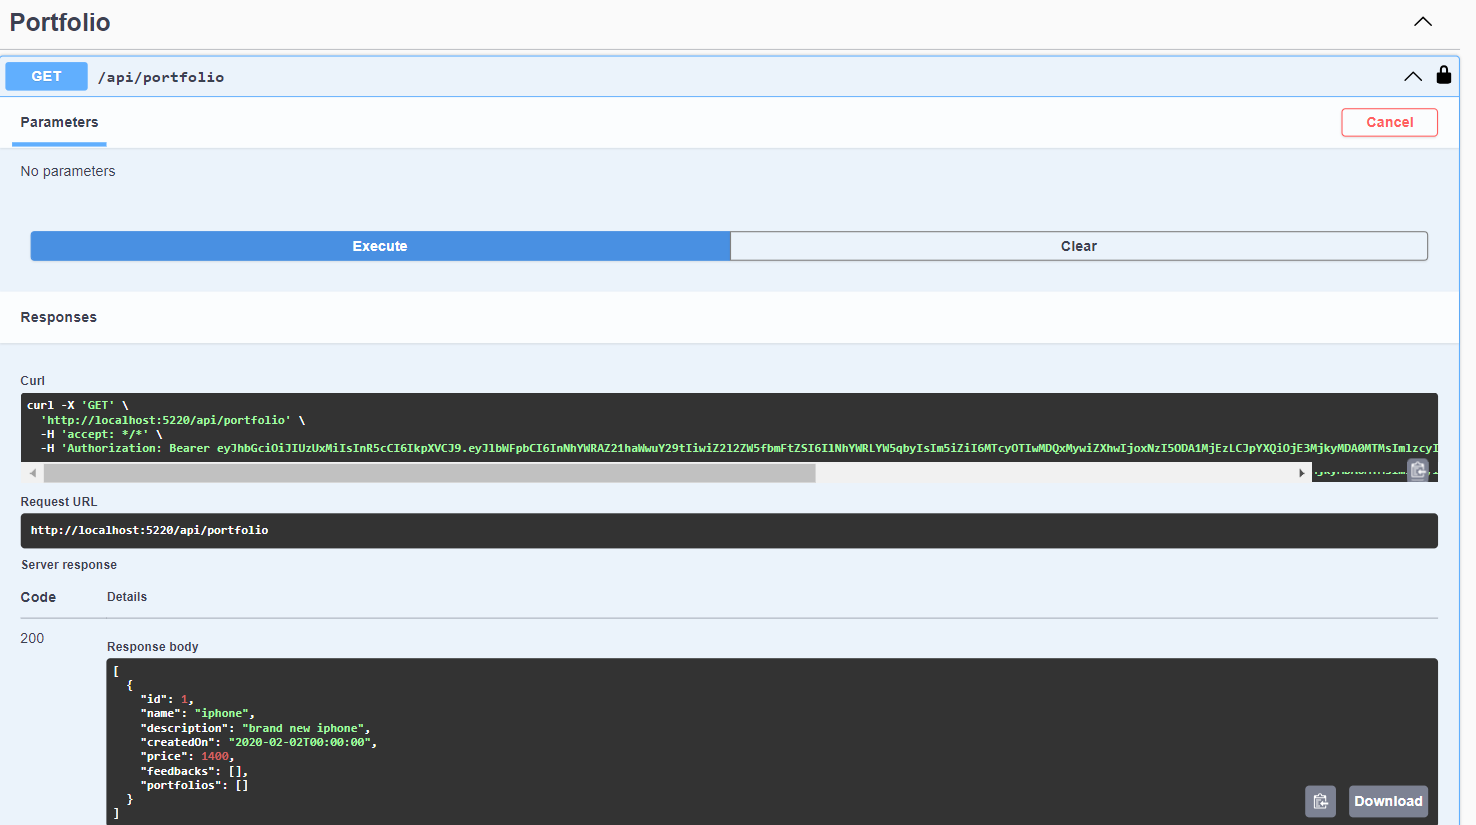 Portfolio
GET /api/portfolio
Parameters
Cancel
No parameters
Execute
Clear
Responses
Curl
curl -X 'GET' \
'http://localhost:5220/api/portfolio' \
-H 'accept: */*' \
-H 'Authorization: Bearer
Request URL
http://localhost:5220/api/portfolio
Server response
Code Details
200
Response body
[
{
"id": 1,
"name": "iphone",
"description": "brand new iphone",
"createdOn": "2020-02-02T00:00:00",
"price": 1400,
"feedbacks": [],
"portfolios": []
}
]
Download